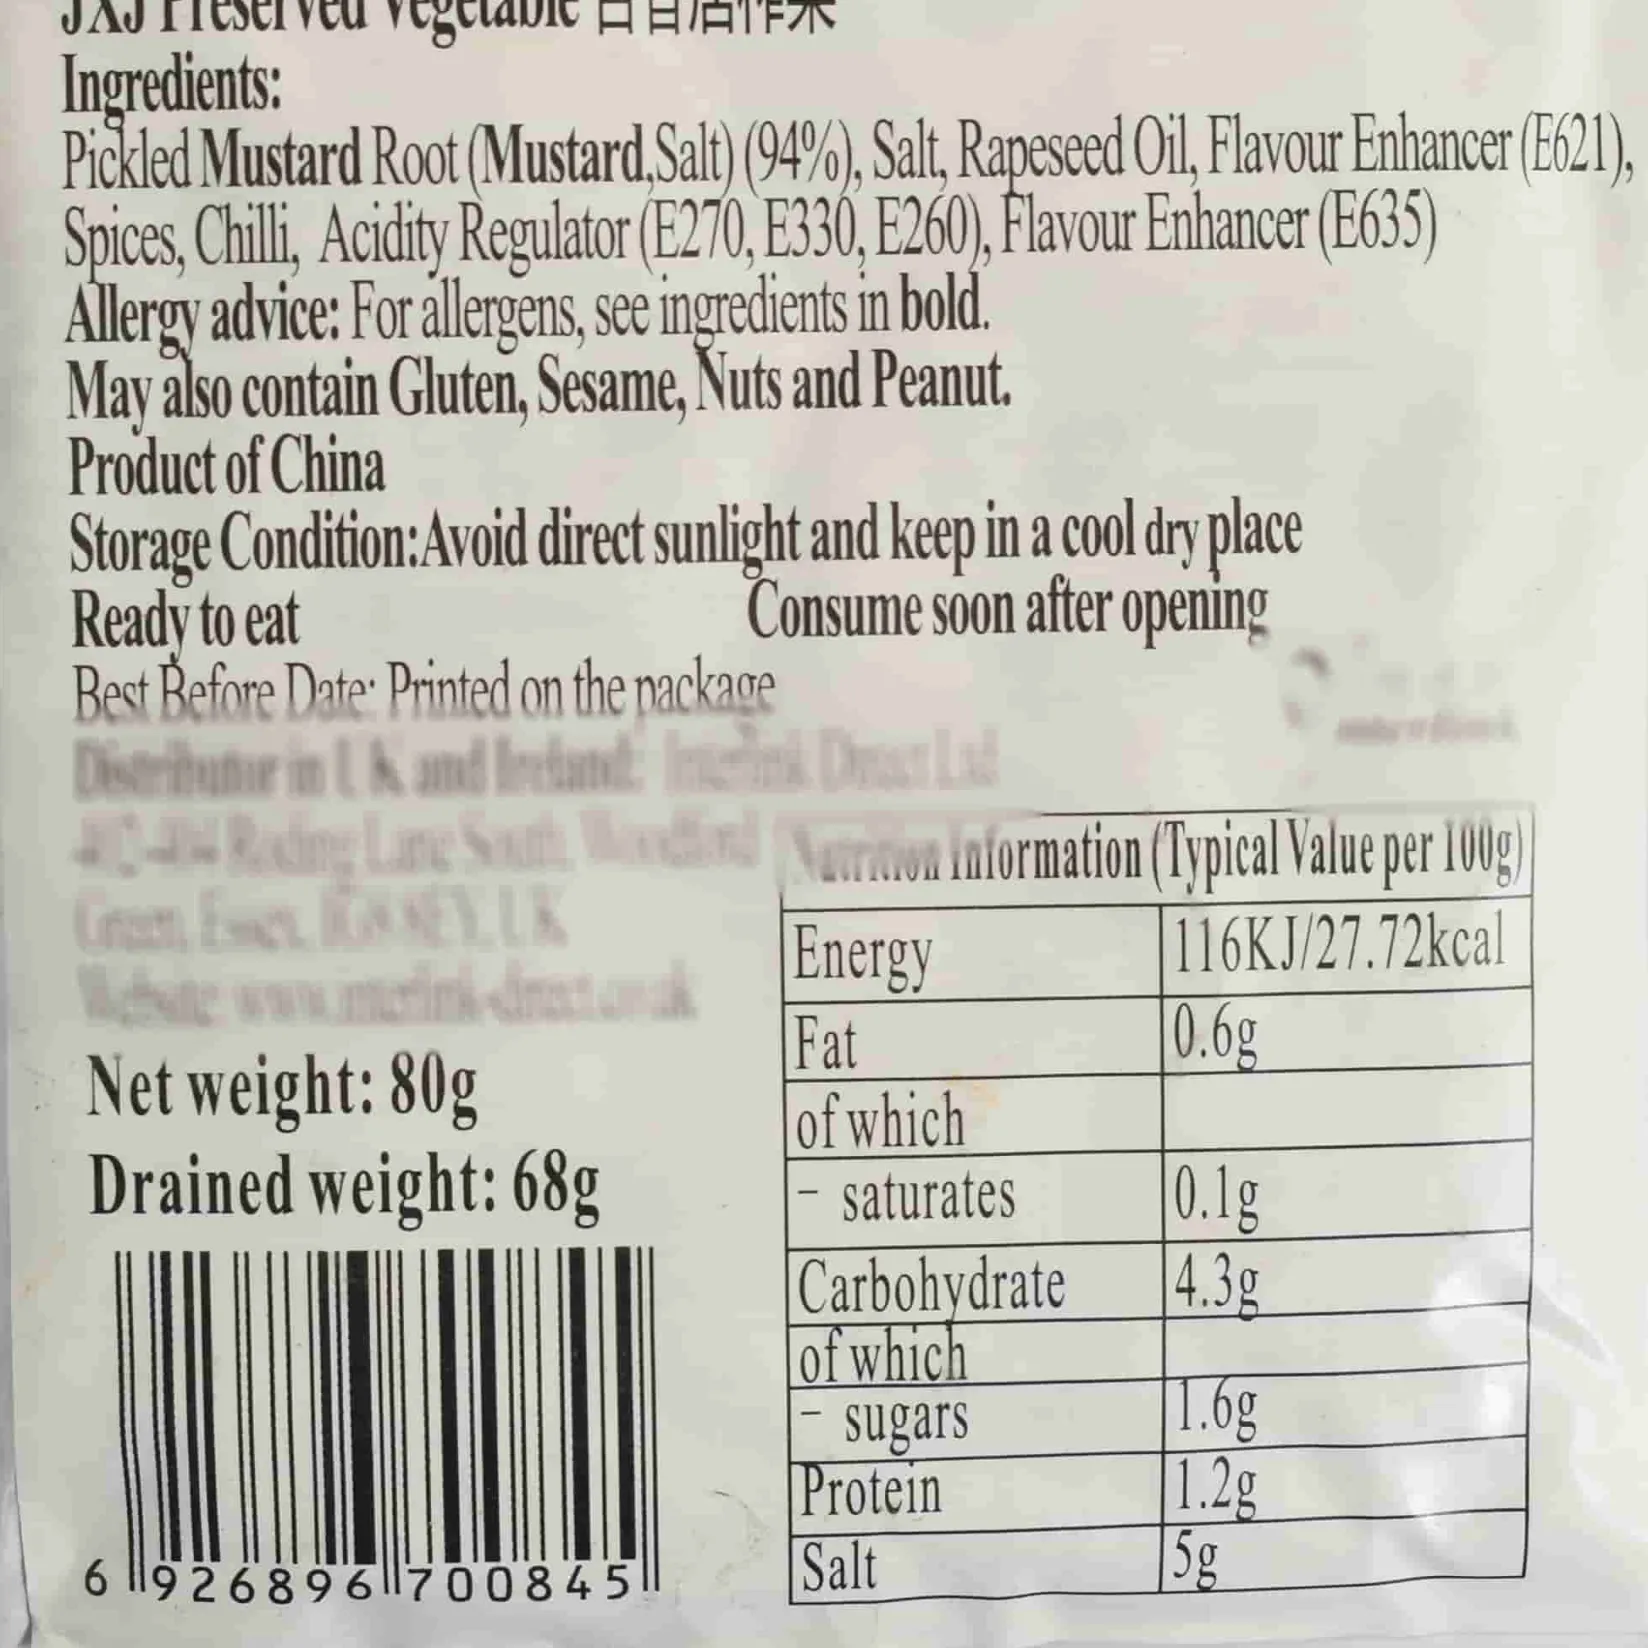 JXJ Preserved Vegetable
Ingredients:
Pickled Mustard Root (Mustard,Salt) (94%), Salt, Rapeseed Oil, Flavour Enhancer (E621),
Spices, Chilli, Acidity Regulator (E270, E330, E260), Flavour Enhancer (E635)
Allergy advice: For allergens, see ingredients in bold.
May also contain Gluten, Sesame, Nuts and Peanut.
Product of China
Storage Condition:Avoid direct sunlight and keep in a cool dry place
Ready to eat Consume soon after opening
Best Before Date: Printed on the package
Net weight: 80g
Drained weight: 68g
6 926896 700845
Nutrition Information (Typical Value per 100g)
Energy 116KJ/27.72kcal
Fat 0.6g
of which
- saturates 0.1g
Carbohydrate 4.3g
of which
- sugars 1.6g
Protein 1.2g
Salt 5g